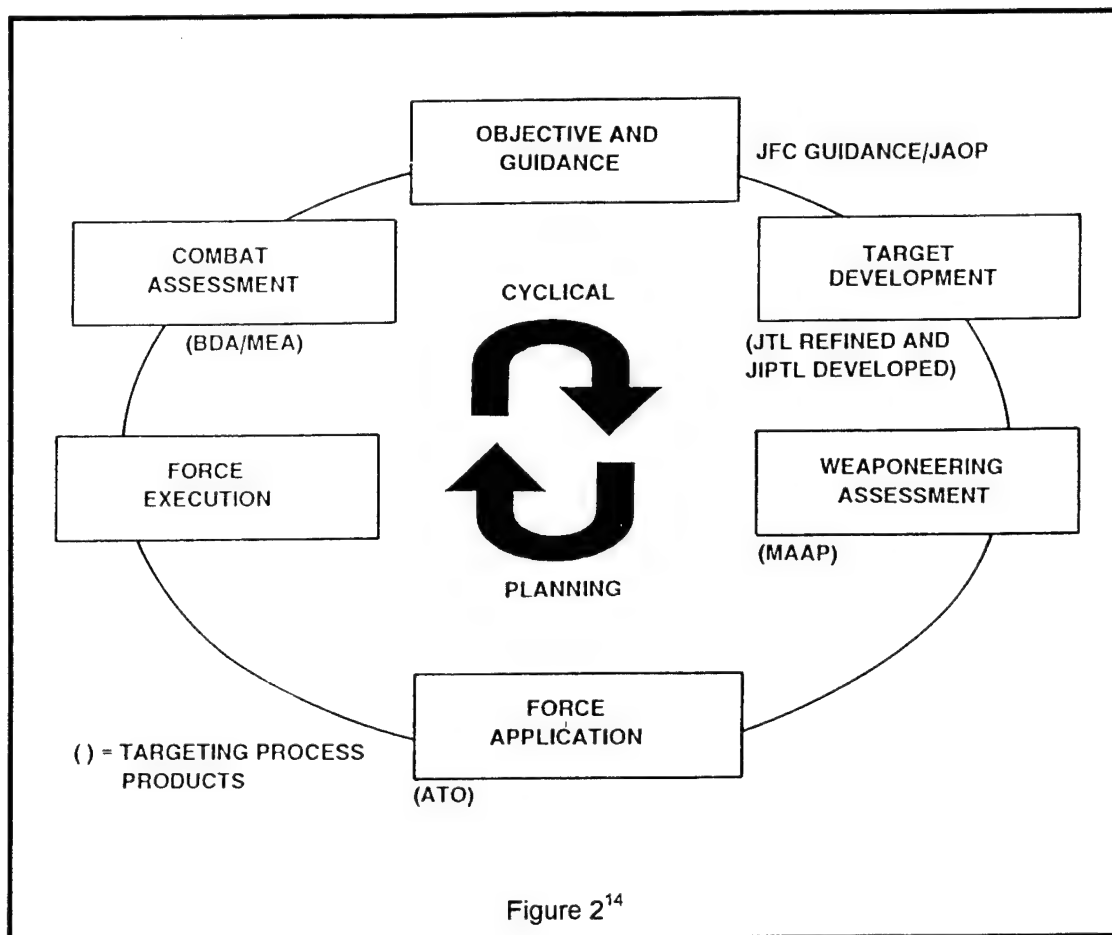 OBJECTIVE AND
GUIDANCE
JFC GUIDANCE/JAOP
COMBAT
ASSESSMENT
(BDA/MEA)
TARGET
DEVELOPMENT
(JTL REFINED AND
JIPTL DEVELOPED)
CYCLICAL
FORCE
EXECUTION
WEAPONEERING
ASSESSMENT
(MAAP)
PLANNING
FORCE
APPLICATION
(ATO)
( ) = TARGETING PROCESS
PRODUCTS
Figure 2¹⁴